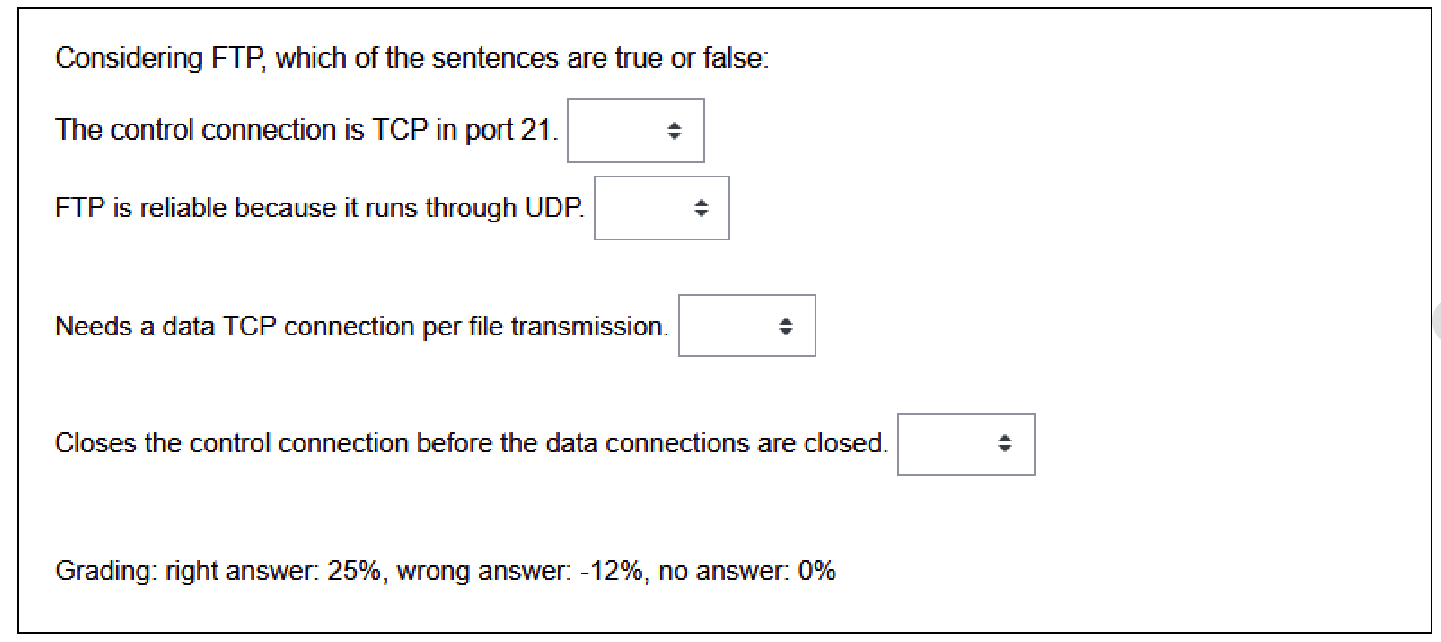 Considering FTP, which of the sentences are true or false:
The control connection is TCP in port 21.
FTP is reliable because it runs through UDP.
Needs a data TCP connection per file transmission.
Closes the control connection before the data connections are closed.
Grading: right answer: 25%, wrong answer: -12%, no answer: 0%